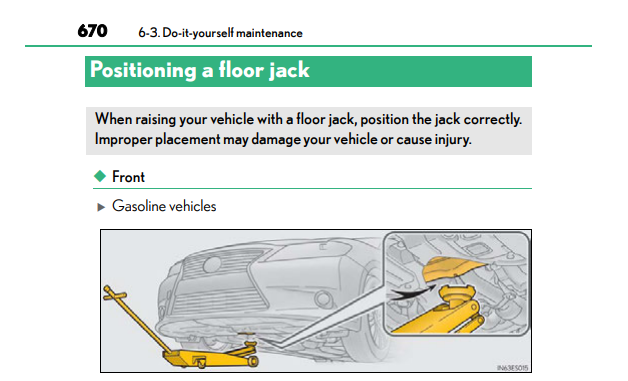 670
6-3. Do-it-yourself maintenance
Positioning a floor jack
When raising your vehicle with a floor jack, position the jack correctly.
Improper placement may damage your vehicle or cause injury.
Front
Gasoline vehicles
IN63ES015